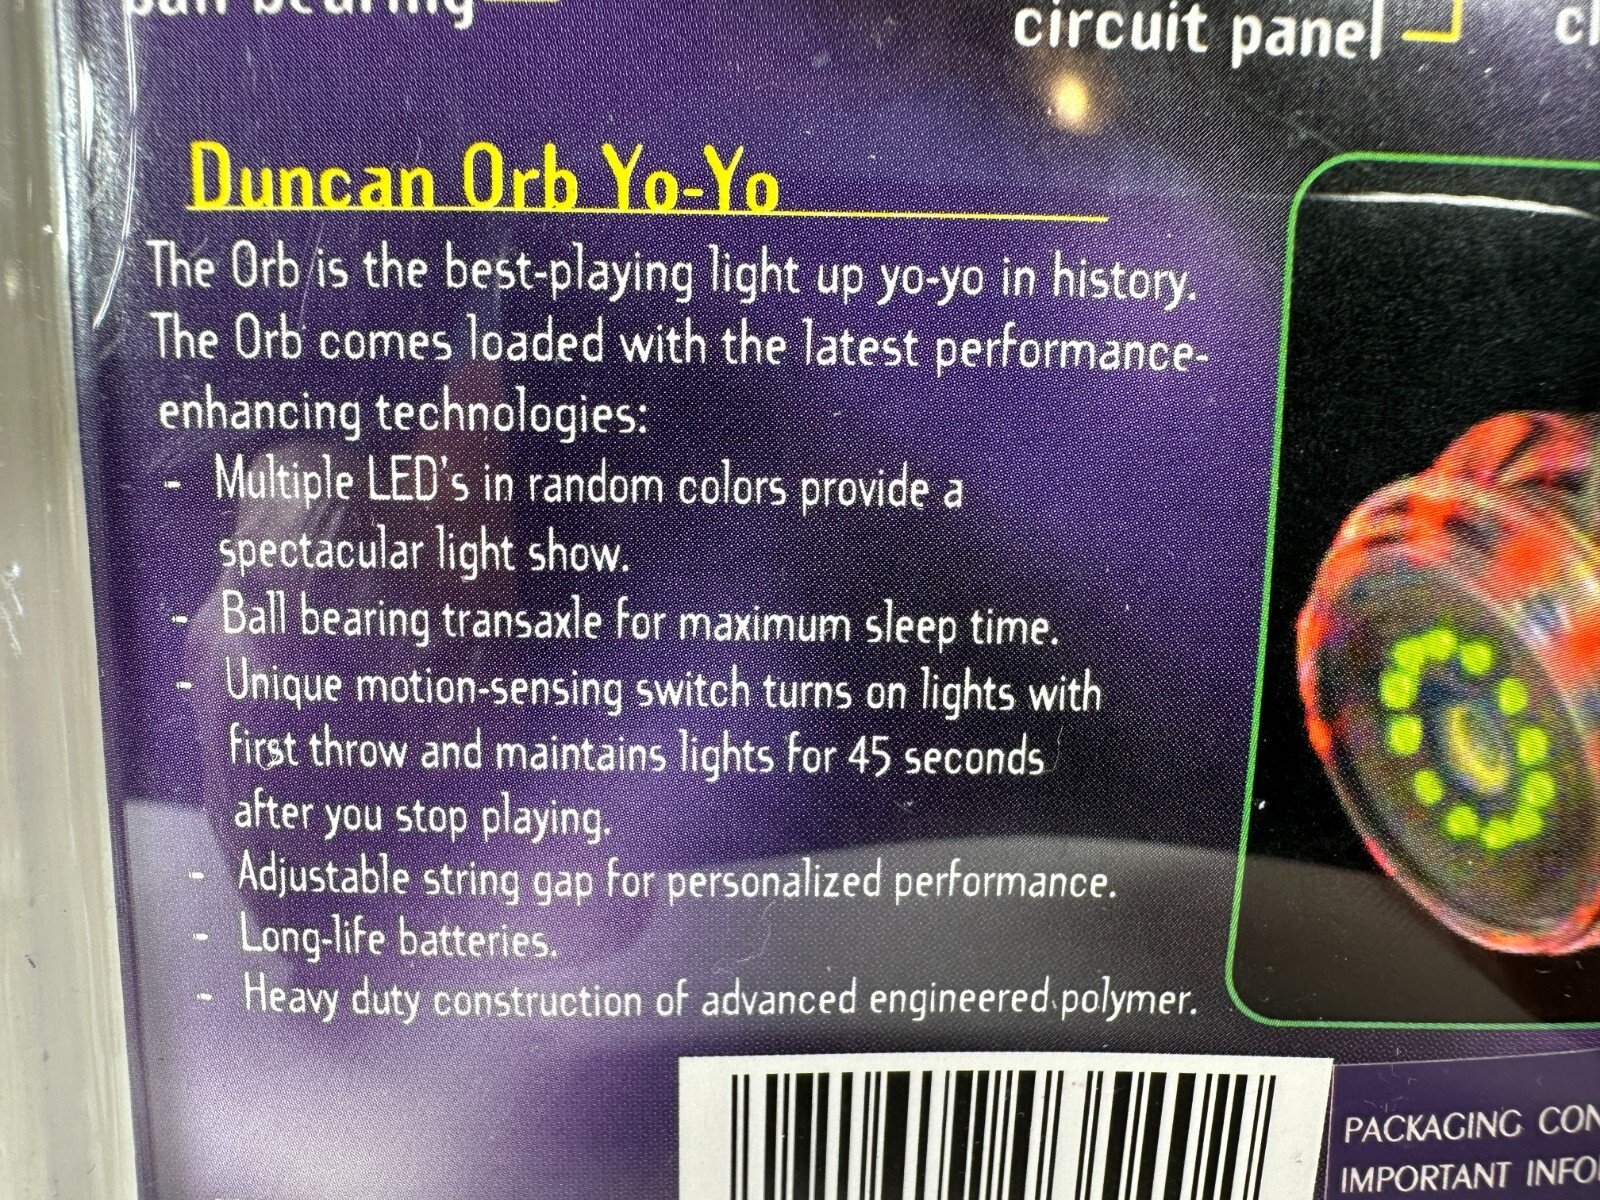 ball bearing
circuit panel
Duncan Orb Yo-Yo
The Orb is the best-playing light up yo-yo in history.
The Orb comes loaded with the latest performance-
enhancing technologies:
- Multiple LED's in random colors provide a
spectacular light show.
- Ball bearing transaxle for maximum sleep time.
- Unique motion-sensing switch turns on lights with
first throw and maintains lights for 45 seconds
after you stop playing.
- Adjustable string gap for personalized performance.
- Long-life batteries.
- Heavy duty construction of advanced engineered polymer.
PACKAGING CON
IMPORTANT INFO